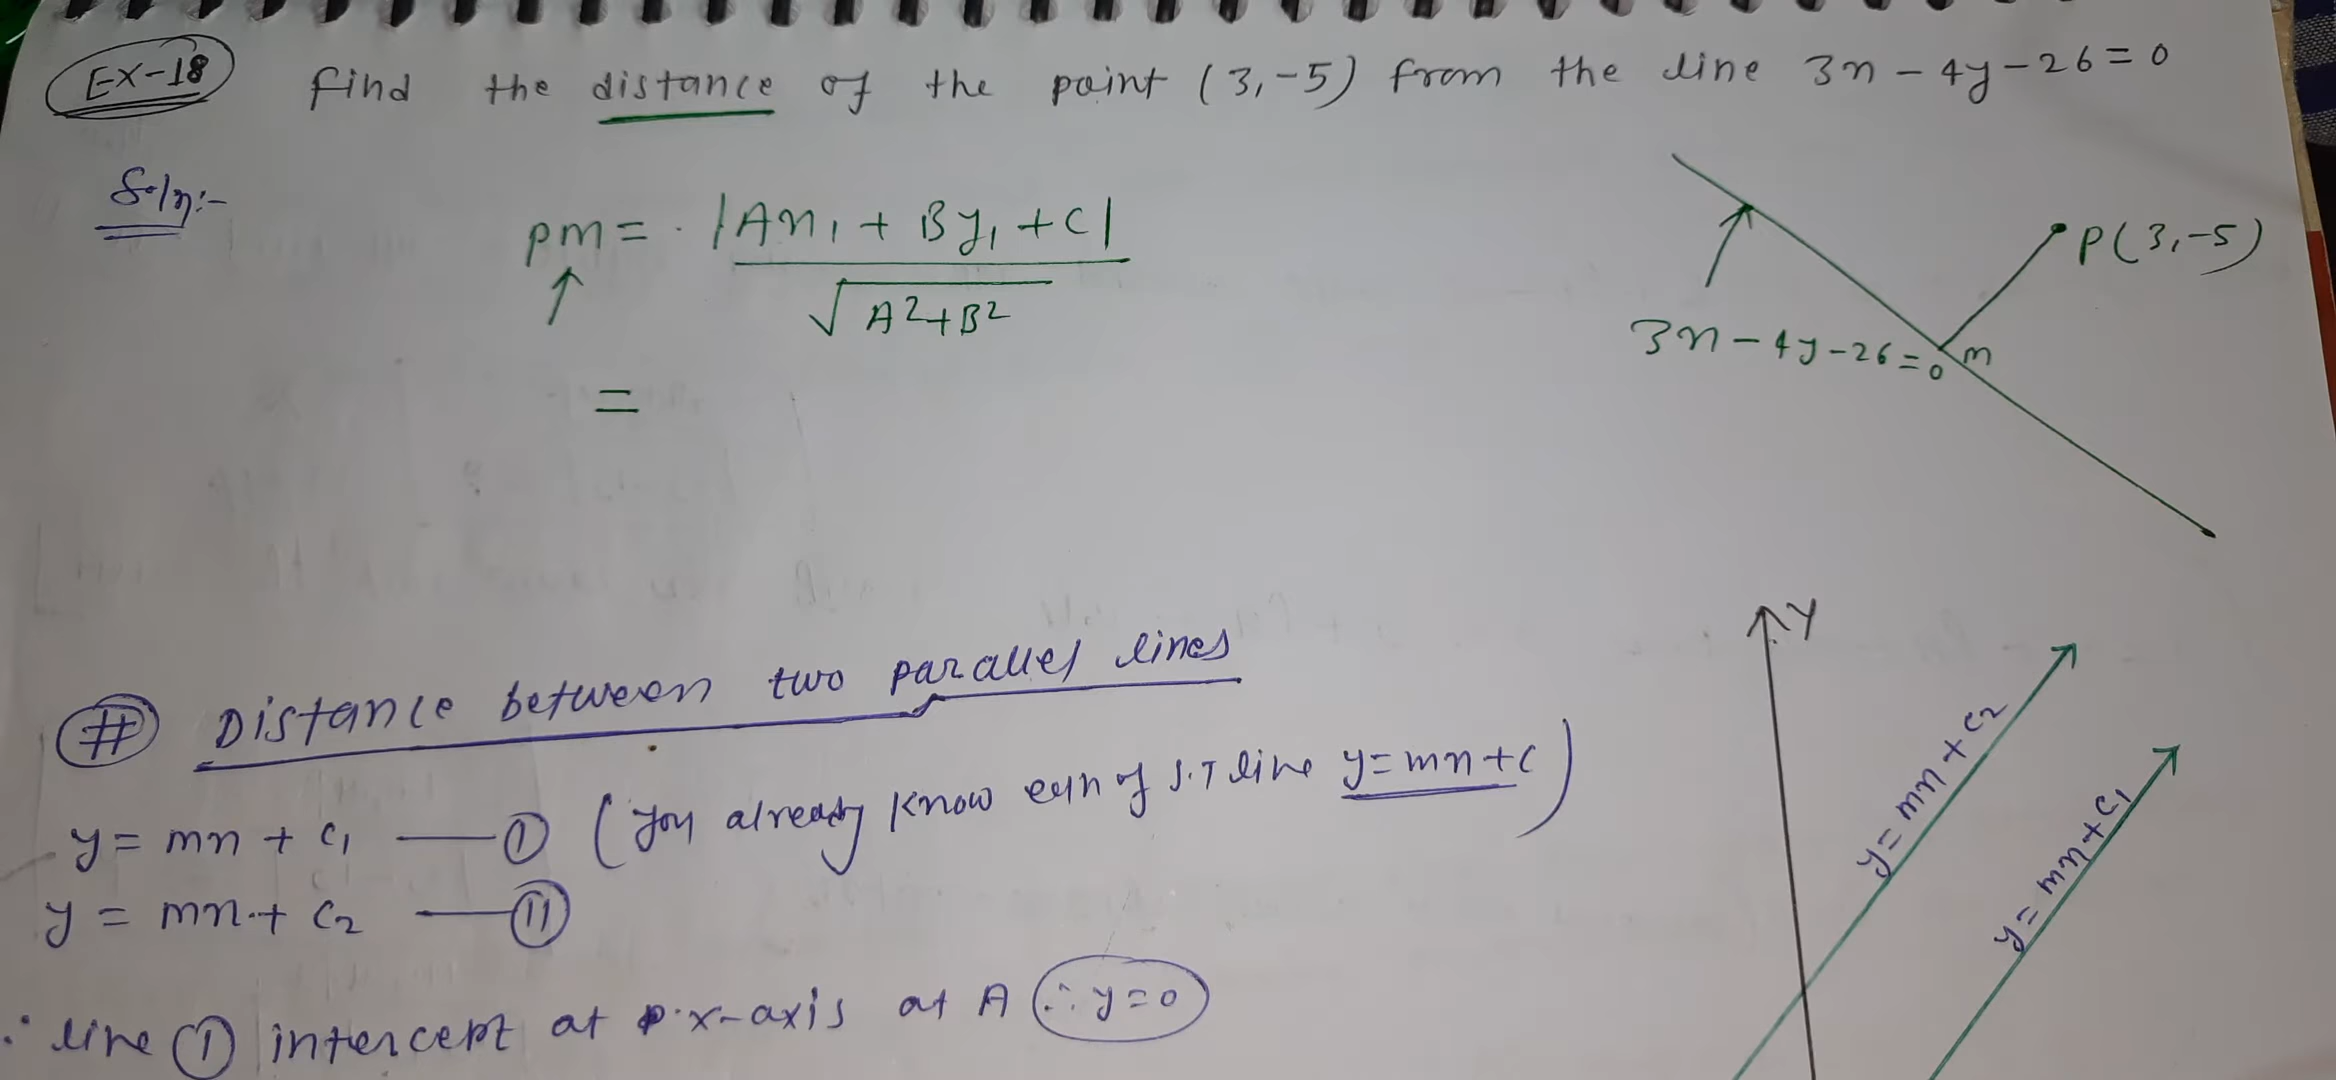 EX-18 find the distance of the point (3,-5) from the line 3x - 4y - 26 = 0
Soln:-
PM = |Ax₁ + By₁ + C|
√A²+B²
=
P(3,-5)
3x - 4y - 26 = 0
m
# Distance between two parallel lines
y = mx + c₁ — I (you already know eqn of S.T line y = mx + c)
y = mx + c₂ — II
∴ line I intercept at x-axis at A (∴ y = 0
Y
y = mx + c₂
y = mx + c₁